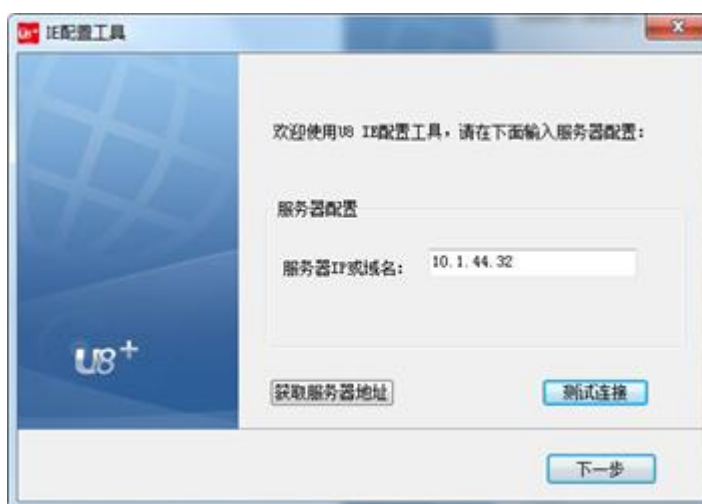 U8+ IE配置工具
欢迎使用U8 IE配置工具，请在下面输入服务器配置：
服务器配置
服务器IP或域名： 10.1.44.32
U8+
获取服务器地址 测试连接
下一步